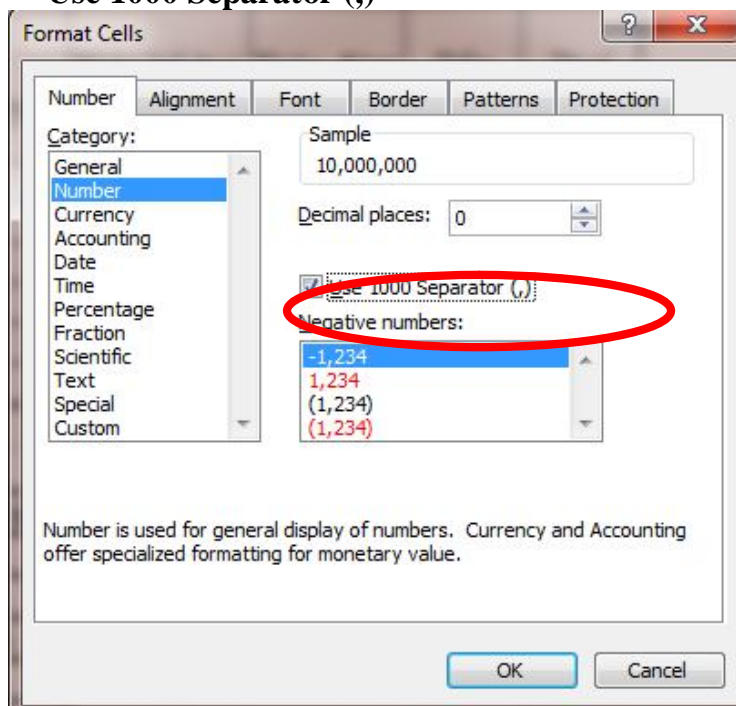 Use 1000 Separator (,)
Format Cells
Number Alignment Font Border Patterns Protection
Category:
General
Number
Currency
Accounting
Date
Time
Percentage
Fraction
Scientific
Text
Special
Custom
Sample
10,000,000
Decimal places: 0
Use 1000 Separator (,)
Negative numbers:
-1,234
1,234
(1,234)
(1,234)
Number is used for general display of numbers. Currency and Accounting
offer specialized formatting for monetary value.
OK Cancel